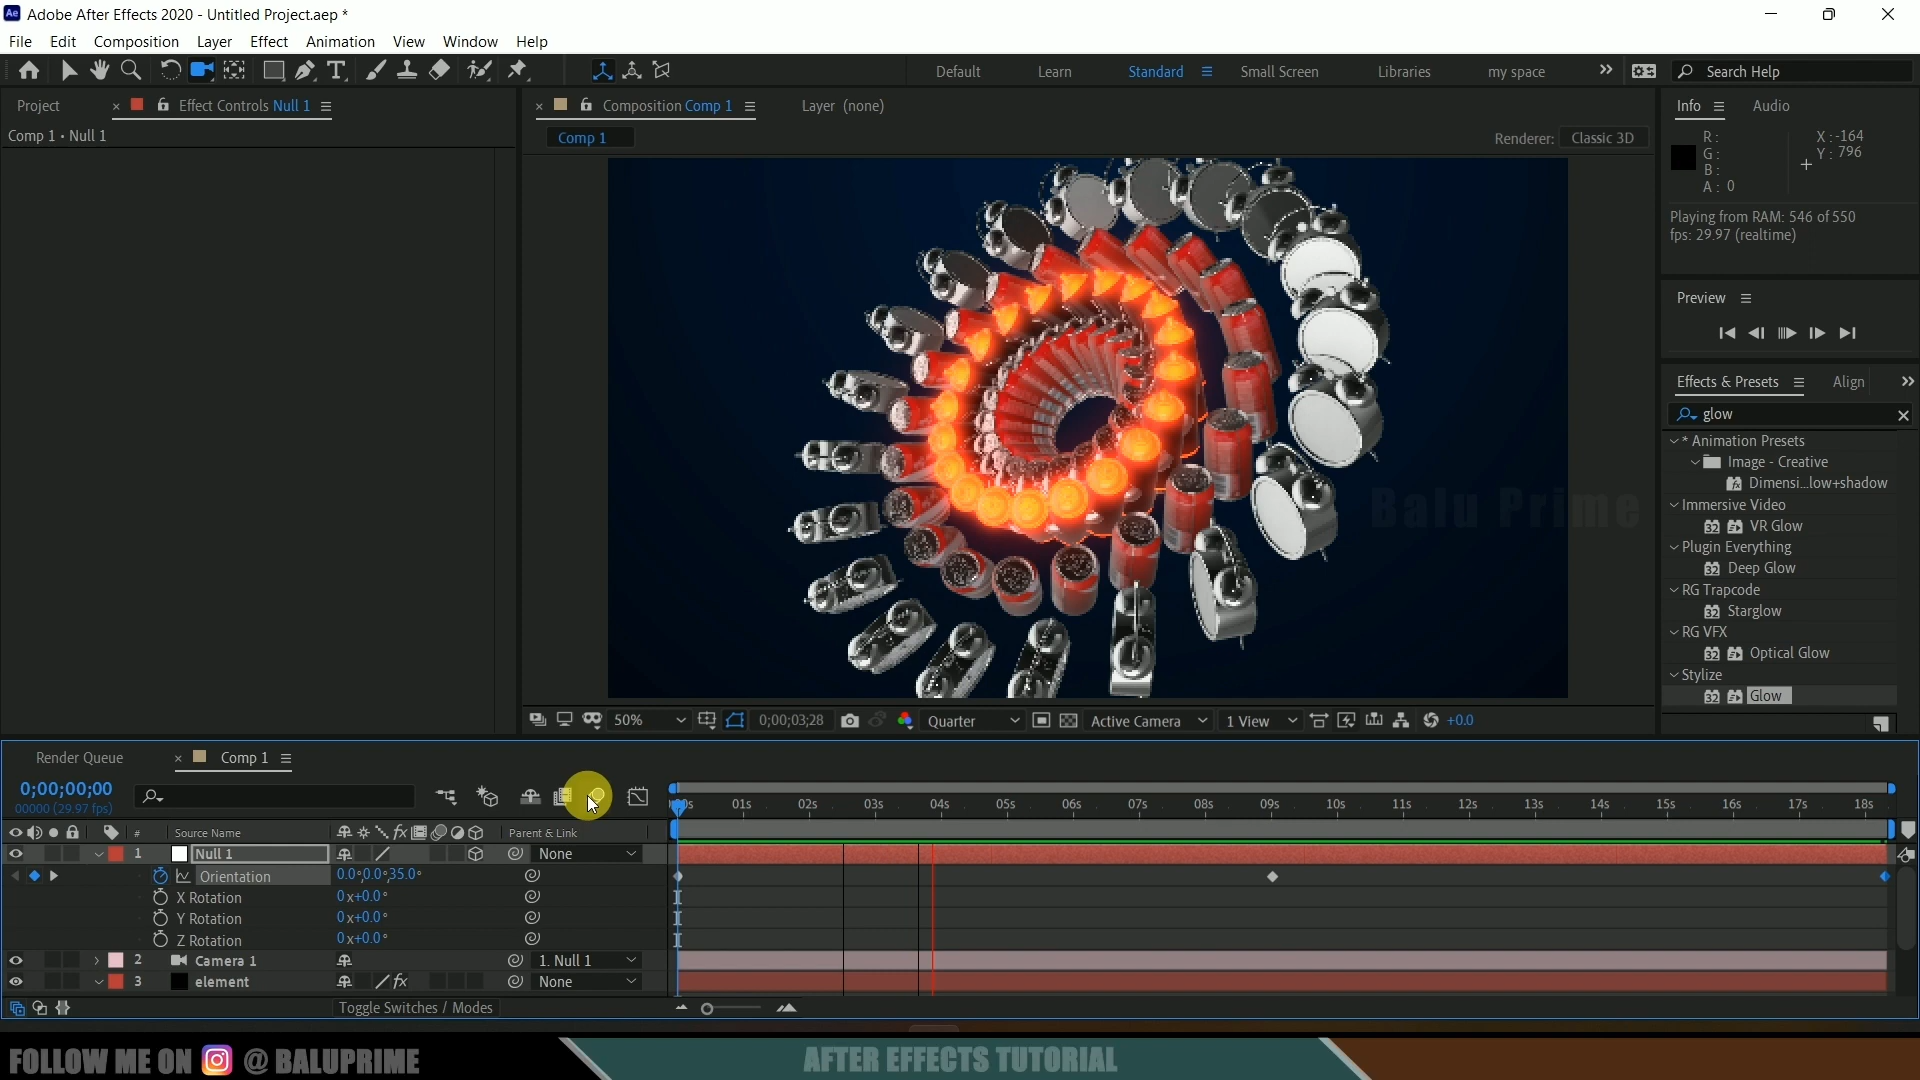 Adobe After Effects 2020 - Untitled Project.aep *
File Edit Composition Layer Effect Animation View Window Help
Default Learn Standard Small Screen Libraries my space Search Help
Project Effect Controls Null 1
Comp 1 • Null 1
Composition Comp 1 Layer (none)
Comp 1
Renderer: Classic 3D
Info Audio
R: X: -164
G: Y: 796
B:
A: 0
Playing from RAM: 546 of 550
fps: 29.97 (realtime)
Preview
Effects & Presets Align
glow
* Animation Presets
Image - Creative
Dimensi...low+shadow
Immersive Video
VR Glow
Plugin Everything
Deep Glow
RG Trapcode
Starglow
RG VFX
Optical Glow
Stylize
Glow
Balu Prime
50% 0;00;03;28 Quarter Active Camera 1 View +0.0
Render Queue Comp 1
0;00;00;00
00000 (29.97 fps)
01s 02s 03s 04s 05s 06s 07s 08s 09s 10s 11s 12s 13s 14s 15s 16s 17s 18s
# Source Name Parent & Link
1 Null 1 None
Orientation 0.0°,0.0°,35.0°
X Rotation 0x+0.0°
Y Rotation 0x+0.0°
Z Rotation 0x+0.0°
2 Camera 1 1. Null 1
3 element None
Toggle Switches / Modes
FOLLOW ME ON @ BALUPRIME
AFTER EFFECTS TUTORIAL